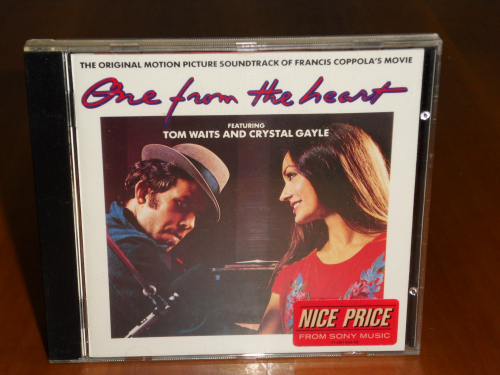 THE ORIGINAL MOTION PICTURE SOUNDTRACK OF FRANCIS COPPOLA'S MOVIE
One from the heart
FEATURING
TOM WAITS AND CRYSTAL GAYLE
NICE PRICE
FROM SONY MUSIC